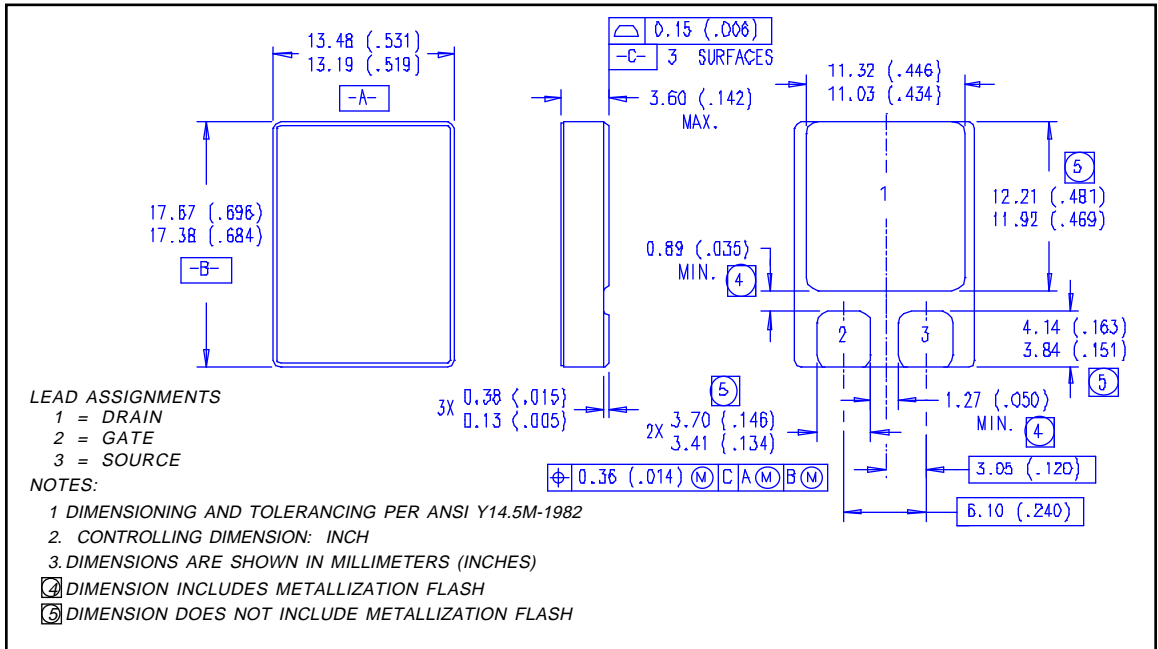 13.48 (.531)
13.19 (.519)
-A-
0.15 (.006)
-C- 3 SURFACES
3.60 (.142)
MAX.
11.32 (.446)
11.03 (.434)
17.67 (.696)
17.38 (.684)
-B-
1
5
12.21 (.481)
11.92 (.469)
0.89 (.035)
MIN. 4
2
3
4.14 (.163)
3.84 (.151)
5
3X 0.38 (.015)
0.13 (.005)
5
2X 3.70 (.146)
3.41 (.134)
1.27 (.050)
MIN. 4
⌖ 0.36 (.014) Ⓜ C A Ⓜ B Ⓜ
3.05 (.120)
6.10 (.240)
LEAD ASSIGNMENTS
1 = DRAIN
2 = GATE
3 = SOURCE
NOTES:
1 DIMENSIONING AND TOLERANCING PER ANSI Y14.5M-1982
2. CONTROLLING DIMENSION: INCH
3. DIMENSIONS ARE SHOWN IN MILLIMETERS (INCHES)
4 DIMENSION INCLUDES METALLIZATION FLASH
5 DIMENSION DOES NOT INCLUDE METALLIZATION FLASH